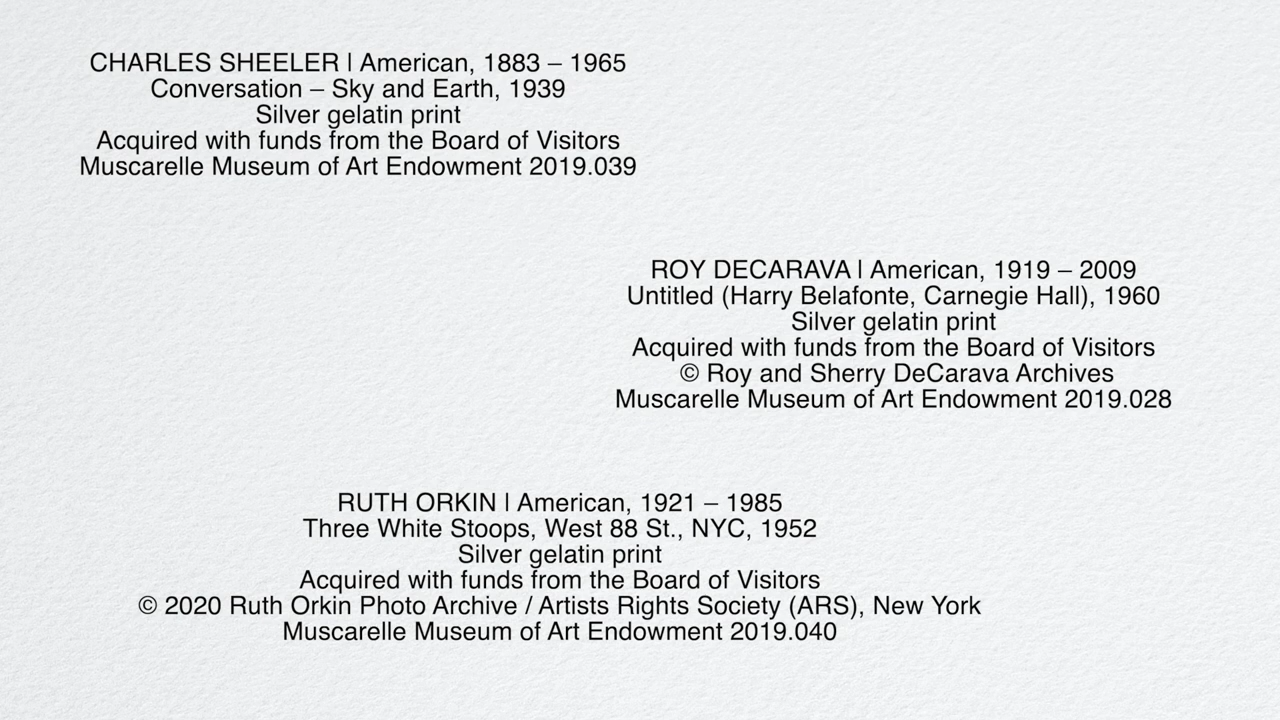 CHARLES SHEELER | American, 1883 – 1965
Conversation – Sky and Earth, 1939
Silver gelatin print
Acquired with funds from the Board of Visitors
Muscarelle Museum of Art Endowment 2019.039
ROY DECARAVA | American, 1919 – 2009
Untitled (Harry Belafonte, Carnegie Hall), 1960
Silver gelatin print
Acquired with funds from the Board of Visitors
© Roy and Sherry DeCarava Archives
Muscarelle Museum of Art Endowment 2019.028
RUTH ORKIN | American, 1921 – 1985
Three White Stoops, West 88 St., NYC, 1952
Silver gelatin print
Acquired with funds from the Board of Visitors
© 2020 Ruth Orkin Photo Archive / Artists Rights Society (ARS), New York
Muscarelle Museum of Art Endowment 2019.040